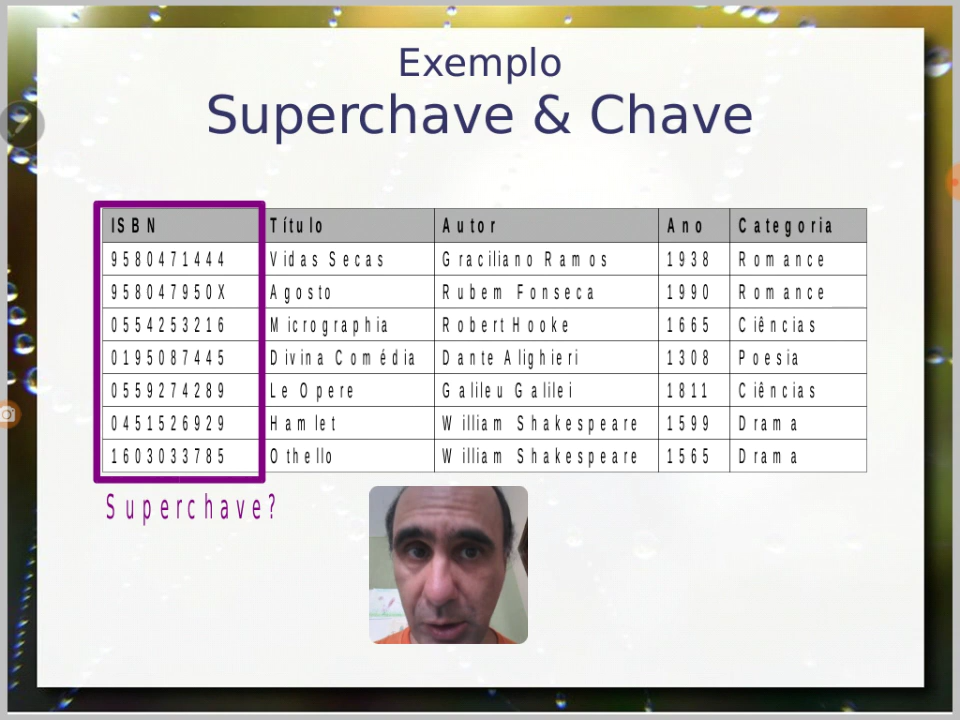 Exemplo
Superchave & Chave
ISBN Título Autor Ano Categoria
9580471444 Vidas Secas Graciliano Ramos 1938 Romance
958047950X Agosto Rubem Fonseca 1990 Romance
0554253216 Micrographia Robert Hooke 1665 Ciências
0195087445 Divina Comédia Dante Alighieri 1308 Poesia
0559274289 Le Opere Galileu Galilei 1811 Ciências
0451526929 Hamlet William Shakespeare 1599 Drama
1603033785 Othello William Shakespeare 1565 Drama
Superchave?